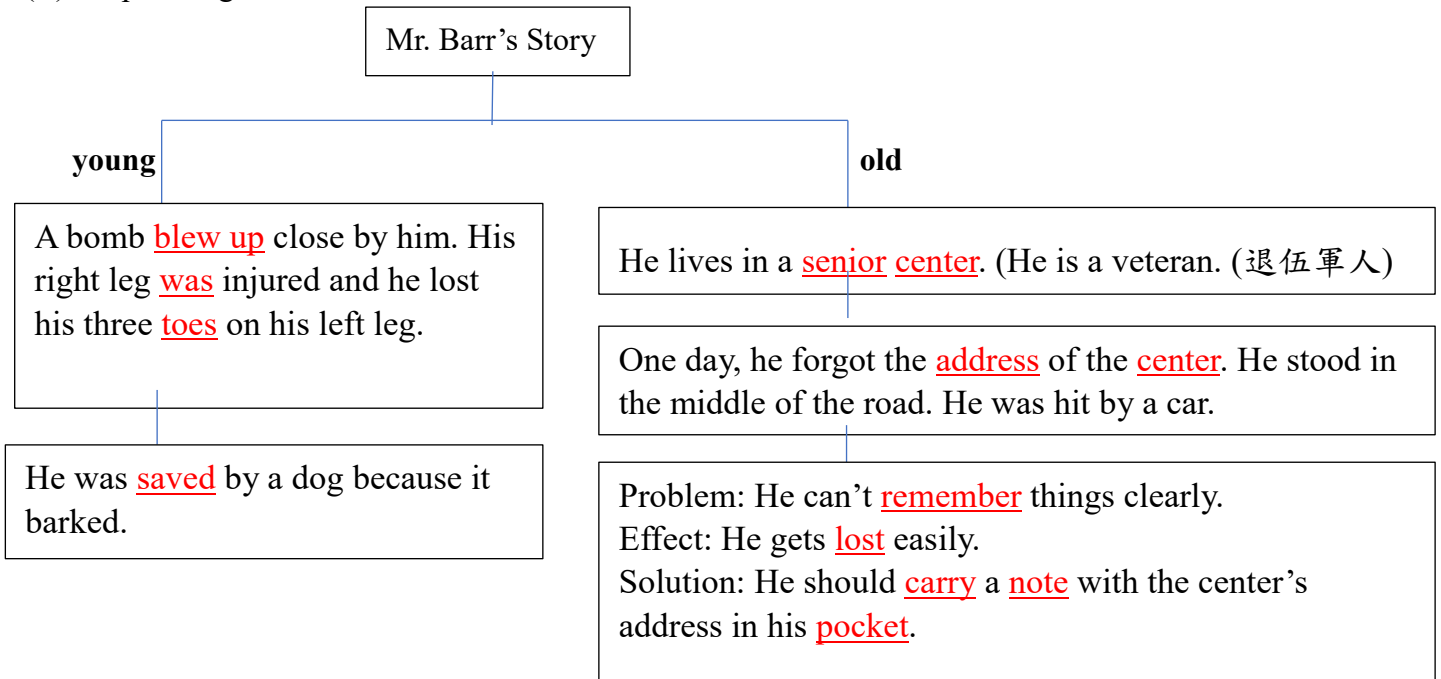 Mr. Barr’s Story
young
A bomb blew up close by him. His
right leg was injured and he lost
his three toes on his left leg.
He was saved by a dog because it
barked.
old
He lives in a senior center. (He is a veteran. (退伍軍人)
One day, he forgot the address of the center. He stood in
the middle of the road. He was hit by a car.
Problem: He can’t remember things clearly.
Effect: He gets lost easily.
Solution: He should carry a note with the center’s
address in his pocket.